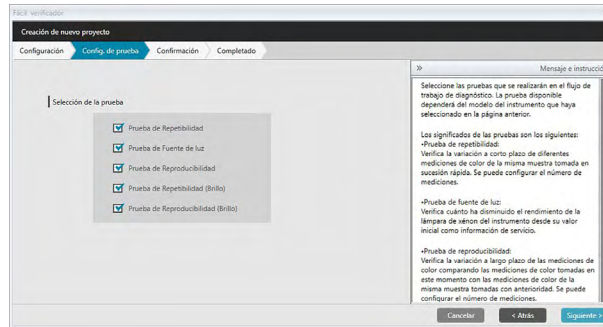 Fácil verificador
Creación de nuevo proyecto
Configuración
Config. de prueba
Confirmación
Completado
Selección de la prueba
Prueba de Repetibilidad
Prueba de Fuente de luz
Prueba de Reproducibilidad
Prueba de Repetitibilidad (Brillo)
Prueba de Reproducibilidad (Brillo)
» Mensaje e instrucció
Seleccione las pruebas que se realizarán en el flujo de
trabajo de diagnóstico. La prueba disponible
dependerá del modelo del instrumento que haya
seleccionado en la página anterior.
Los significados de las pruebas son los siguientes:
•Prueba de repetibilidad:
Verifica la variación a corto plazo de diferentes
mediciones de color de la misma muestra tomada en
sucesión rápida. Se puede configurar el número de
mediciones.
•Prueba de fuente de luz:
Verifica cuánto ha disminuido el rendimiento de la
lámpara de xénon del instrumento desde su valor
inicial como información de servicio.
•Prueba de reproducibilidad:
Verifica la variación a largo plazo de las mediciones de
color comparando las mediciones de color tomadas en
este momento con las mediciones de color de la
misma muestra tomadas con anterioridad. Se puede
configurar el número de mediciones.
Cancelar
< Atrás
Siguiente >